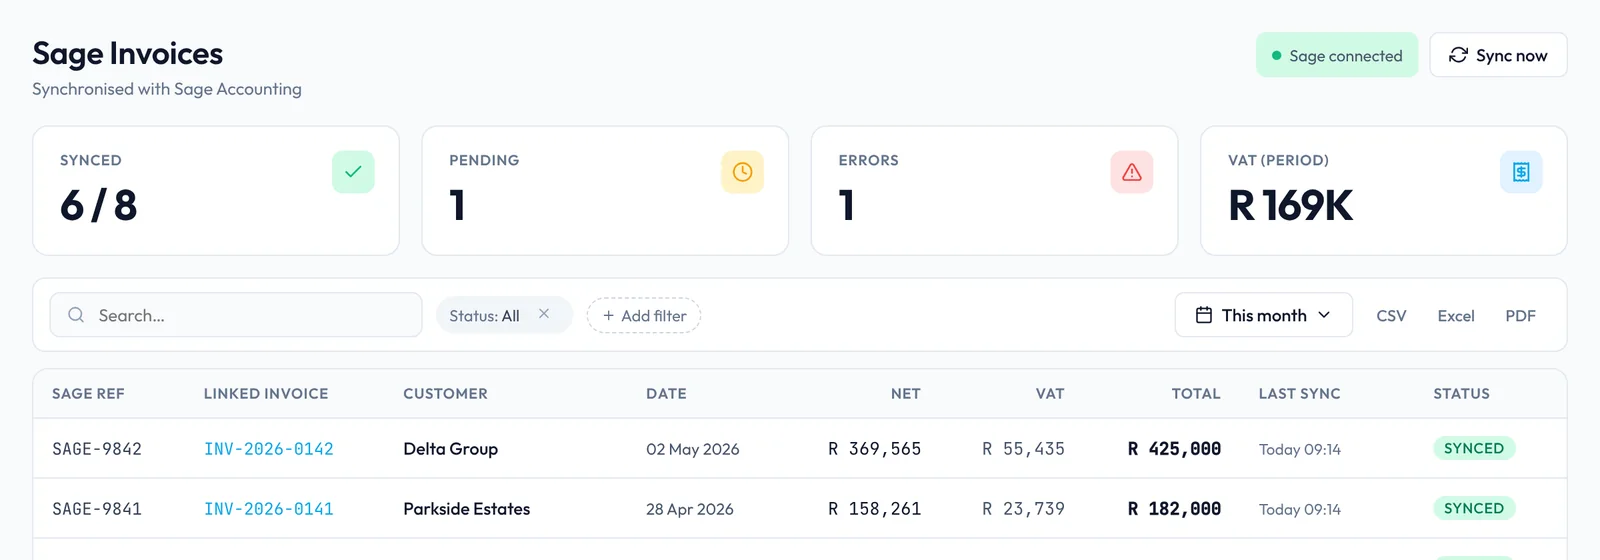 Sage Invoices
Synchronised with Sage Accounting
Sage connected
Sync now
SYNCED
6 / 8
PENDING
1
ERRORS
1
VAT (PERIOD)
R 169K
Search...
Status: All
+ Add filter
This month
CSV
Excel
PDF
SAGE REF LINKED INVOICE CUSTOMER DATE NET VAT TOTAL LAST SYNC STATUS
SAGE-9842 INV-2026-0142 Delta Group 02 May 2026 R 369,565 R 55,435 R 425,000 Today 09:14 SYNCED
SAGE-9841 INV-2026-0141 Parkside Estates 28 Apr 2026 R 158,261 R 23,739 R 182,000 Today 09:14 SYNCED